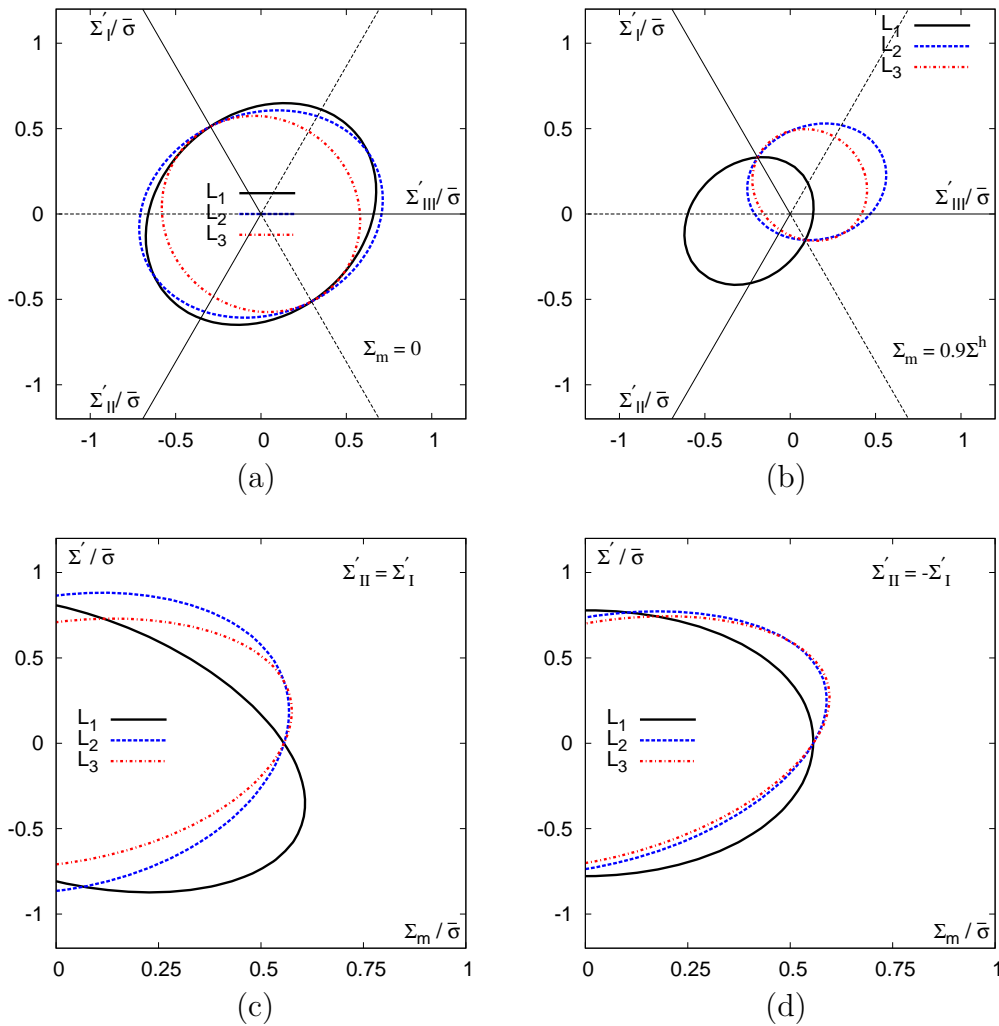 Σ'I / σ̄
L1
L2
L3
Σ'III / σ̄
Σm = 0
Σ'II / σ̄
1
0.5
0
-0.5
-1
-1 -0.5 0 0.5 1
(a)
Σ'I / σ̄
L1
L2
L3
Σ'III / σ̄
Σm = 0.9Σh
Σ'II / σ̄
1
0.5
0
-0.5
-1
-1 -0.5 0 0.5 1
(b)
Σ' / σ̄
Σ'II = Σ'I
L1
L2
L3
Σm / σ̄
1
0.5
0
-0.5
-1
0 0.25 0.5 0.75 1
(c)
Σ' / σ̄
Σ'II = -Σ'I
L1
L2
L3
Σm / σ̄
1
0.5
0
-0.5
-1
0 0.25 0.5 0.75 1
(d)